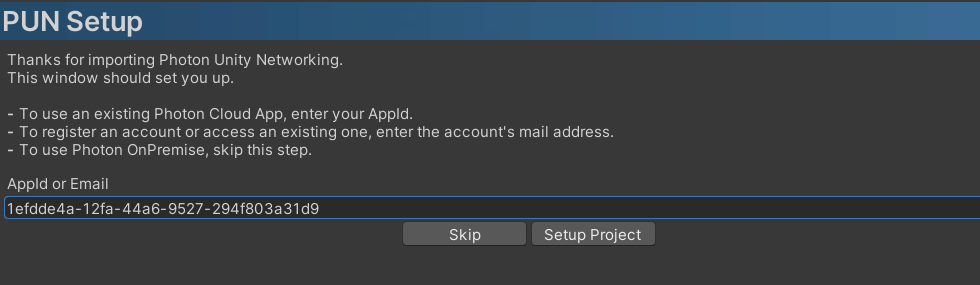 PUN Setup
Thanks for importing Photon Unity Networking.
This window should set you up.
- To use an existing Photon Cloud App, enter your AppId.
- To register an account or access an existing one, enter the account's mail address.
- To use Photon OnPremise, skip this step.
AppId or Email
1efdde4a-12fa-44a6-9527-294f803a31d9
Skip Setup Project